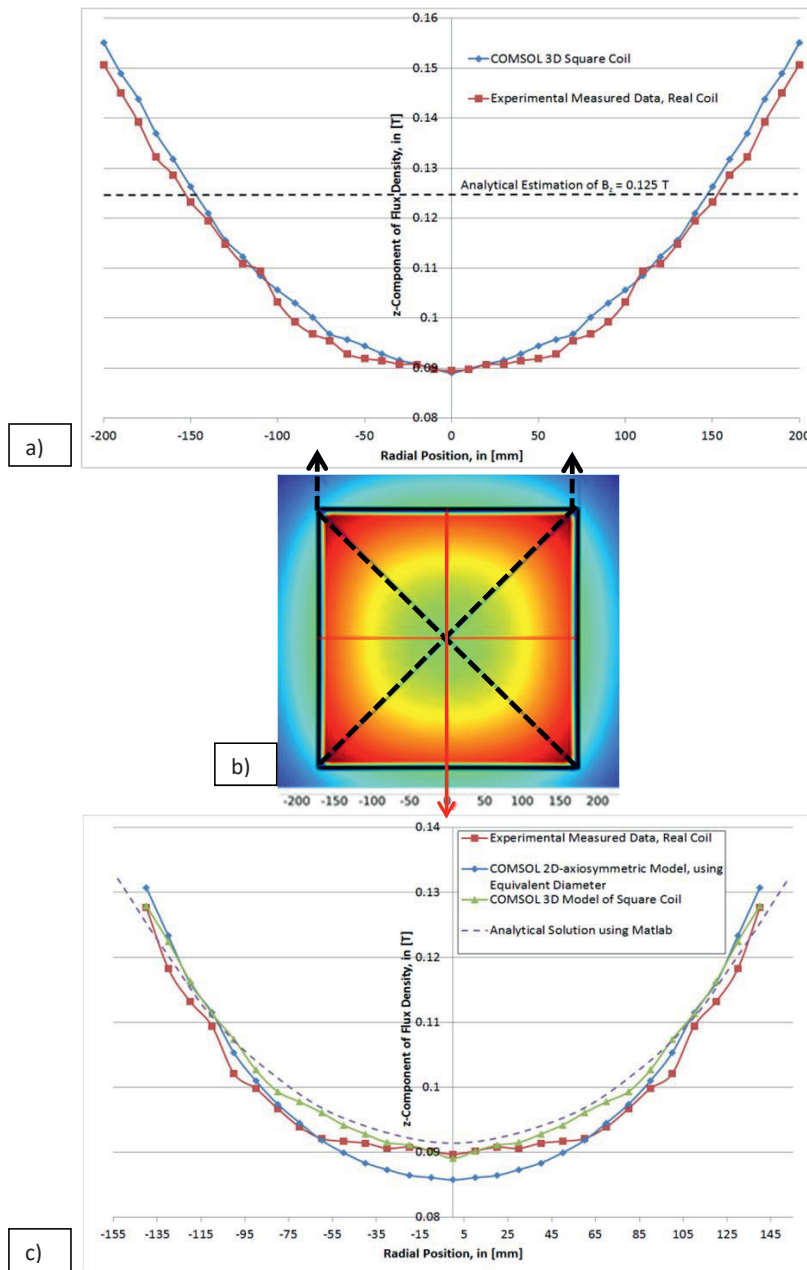 0.16
COMSOL 3D Square Coil
0.15
Experimental Measured Data, Real Coil
0.14
z-Component of Flux Density, in [T]
0.13
Analytical Estimation of Bz = 0.125 T
0.12
0.11
0.1
0.09
0.08
a)
-200 -150 -100 -50 0 50 100 150 200
Radial Position, in [mm]
b)
-200 -150 -100 -50 0 50 100 150 200
0.14
Experimental Measured Data, Real Coil
COMSOL 2D-axiosymmetric Model, using
Equivalent Diameter
COMSOL 3D Model of Square Coil
Analytical Solution using Matlab
z-Component of Flux Density, in [T]
0.13
0.12
0.11
0.1
0.09
0.08
-155 -135 -115 -95 -75 -55 -35 -15 5 25 45 65 85 105 125 145
c)
Radial Position, in [mm]